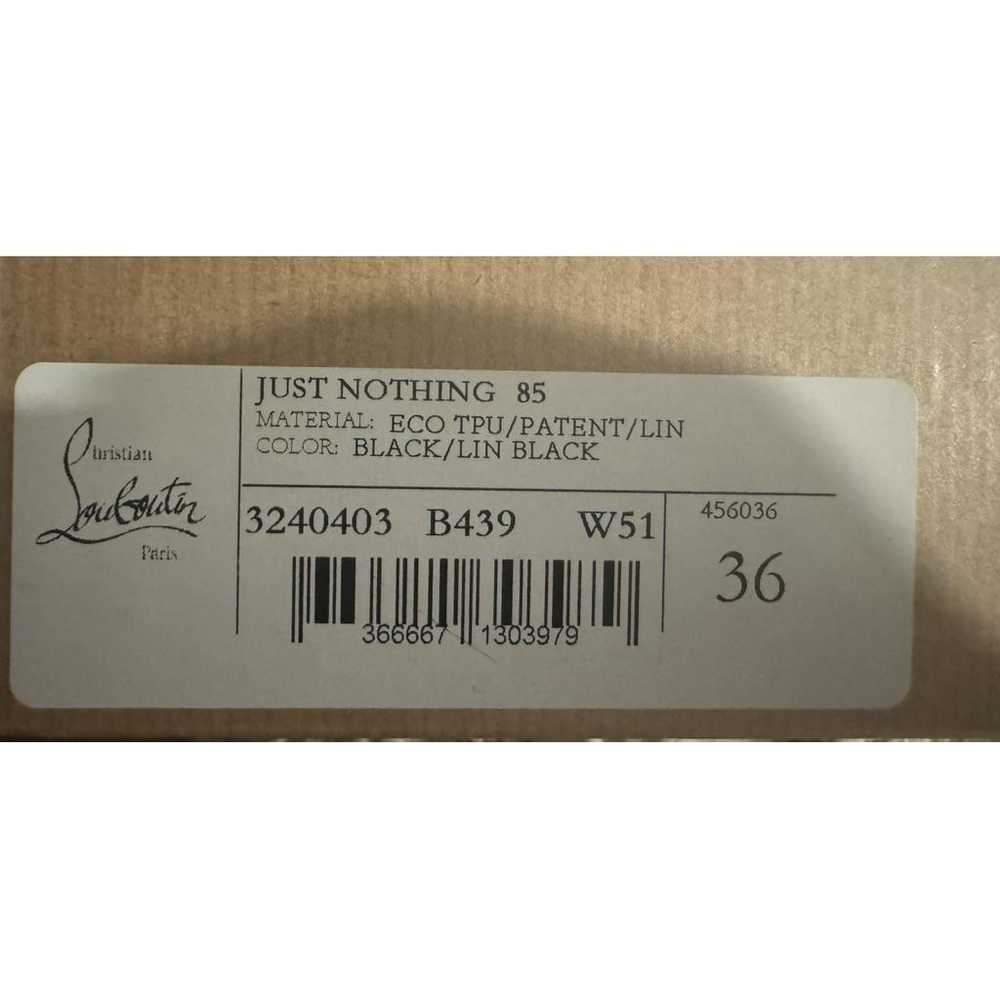 Christian
Louboutin
Paris
JUST NOTHING 85
MATERIAL: ECO TPU/PATENT/LIN
COLOR: BLACK/LIN BLACK
3240403 B439 W51
366667 1303979
456036
36